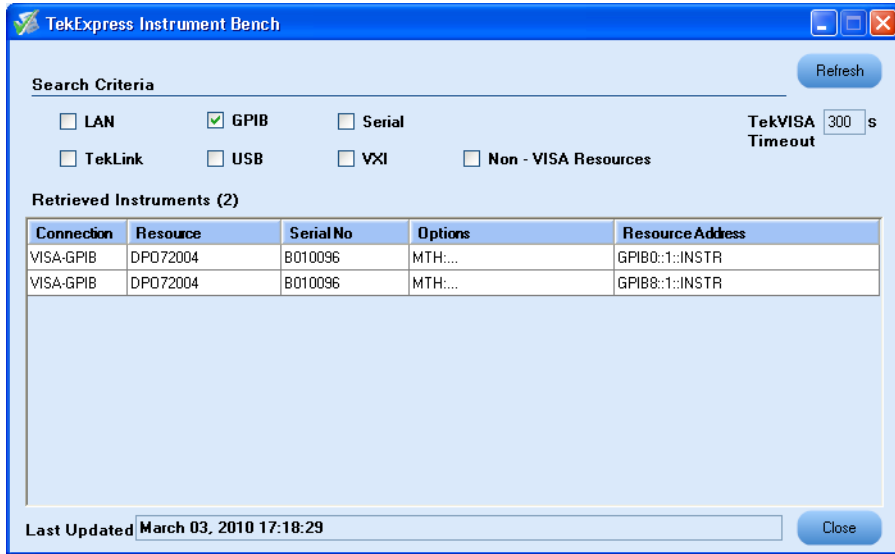 TekExpress Instrument Bench
Refresh
Search Criteria
LAN GPIB Serial TekVISA Timeout 300 s
TekLink USB VXI Non - VISA Resources
Retrieved Instruments (2)
Connection Resource Serial No Options Resource Address
VISA-GPIB DPO72004 B010096 MTH:... GPIB0::1::INSTR
VISA-GPIB DPO72004 B010096 MTH:... GPIB8::1::INSTR
Last Updated March 03, 2010 17:18:29 Close